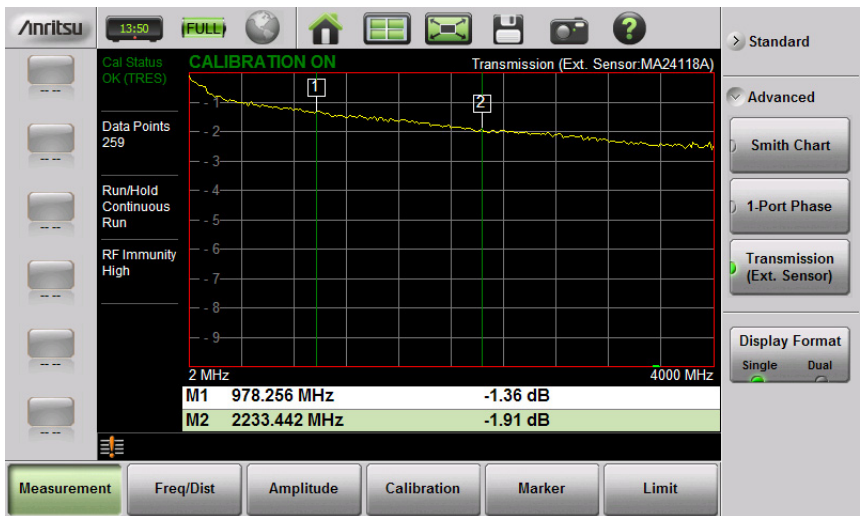 Anritsu
13:50
FULL
?
Cal Status
OK (TRES)
CALIBRATION ON
Transmission (Ext. Sensor:MA24118A)
Data Points
259
Run/Hold
Continuous
Run
RF Immunity
High
1
2
- 1
- 2
- 3
- 4
- 5
- 6
- 7
- 8
- 9
2 MHz
4000 MHz
M1 978.256 MHz -1.36 dB
M2 2233.442 MHz -1.91 dB
-- --
-- --
-- --
-- --
-- --
-- --
Standard
Advanced
Smith Chart
1-Port Phase
Transmission
(Ext. Sensor)
Display Format
Single Dual
Measurement
Freq/Dist
Amplitude
Calibration
Marker
Limit